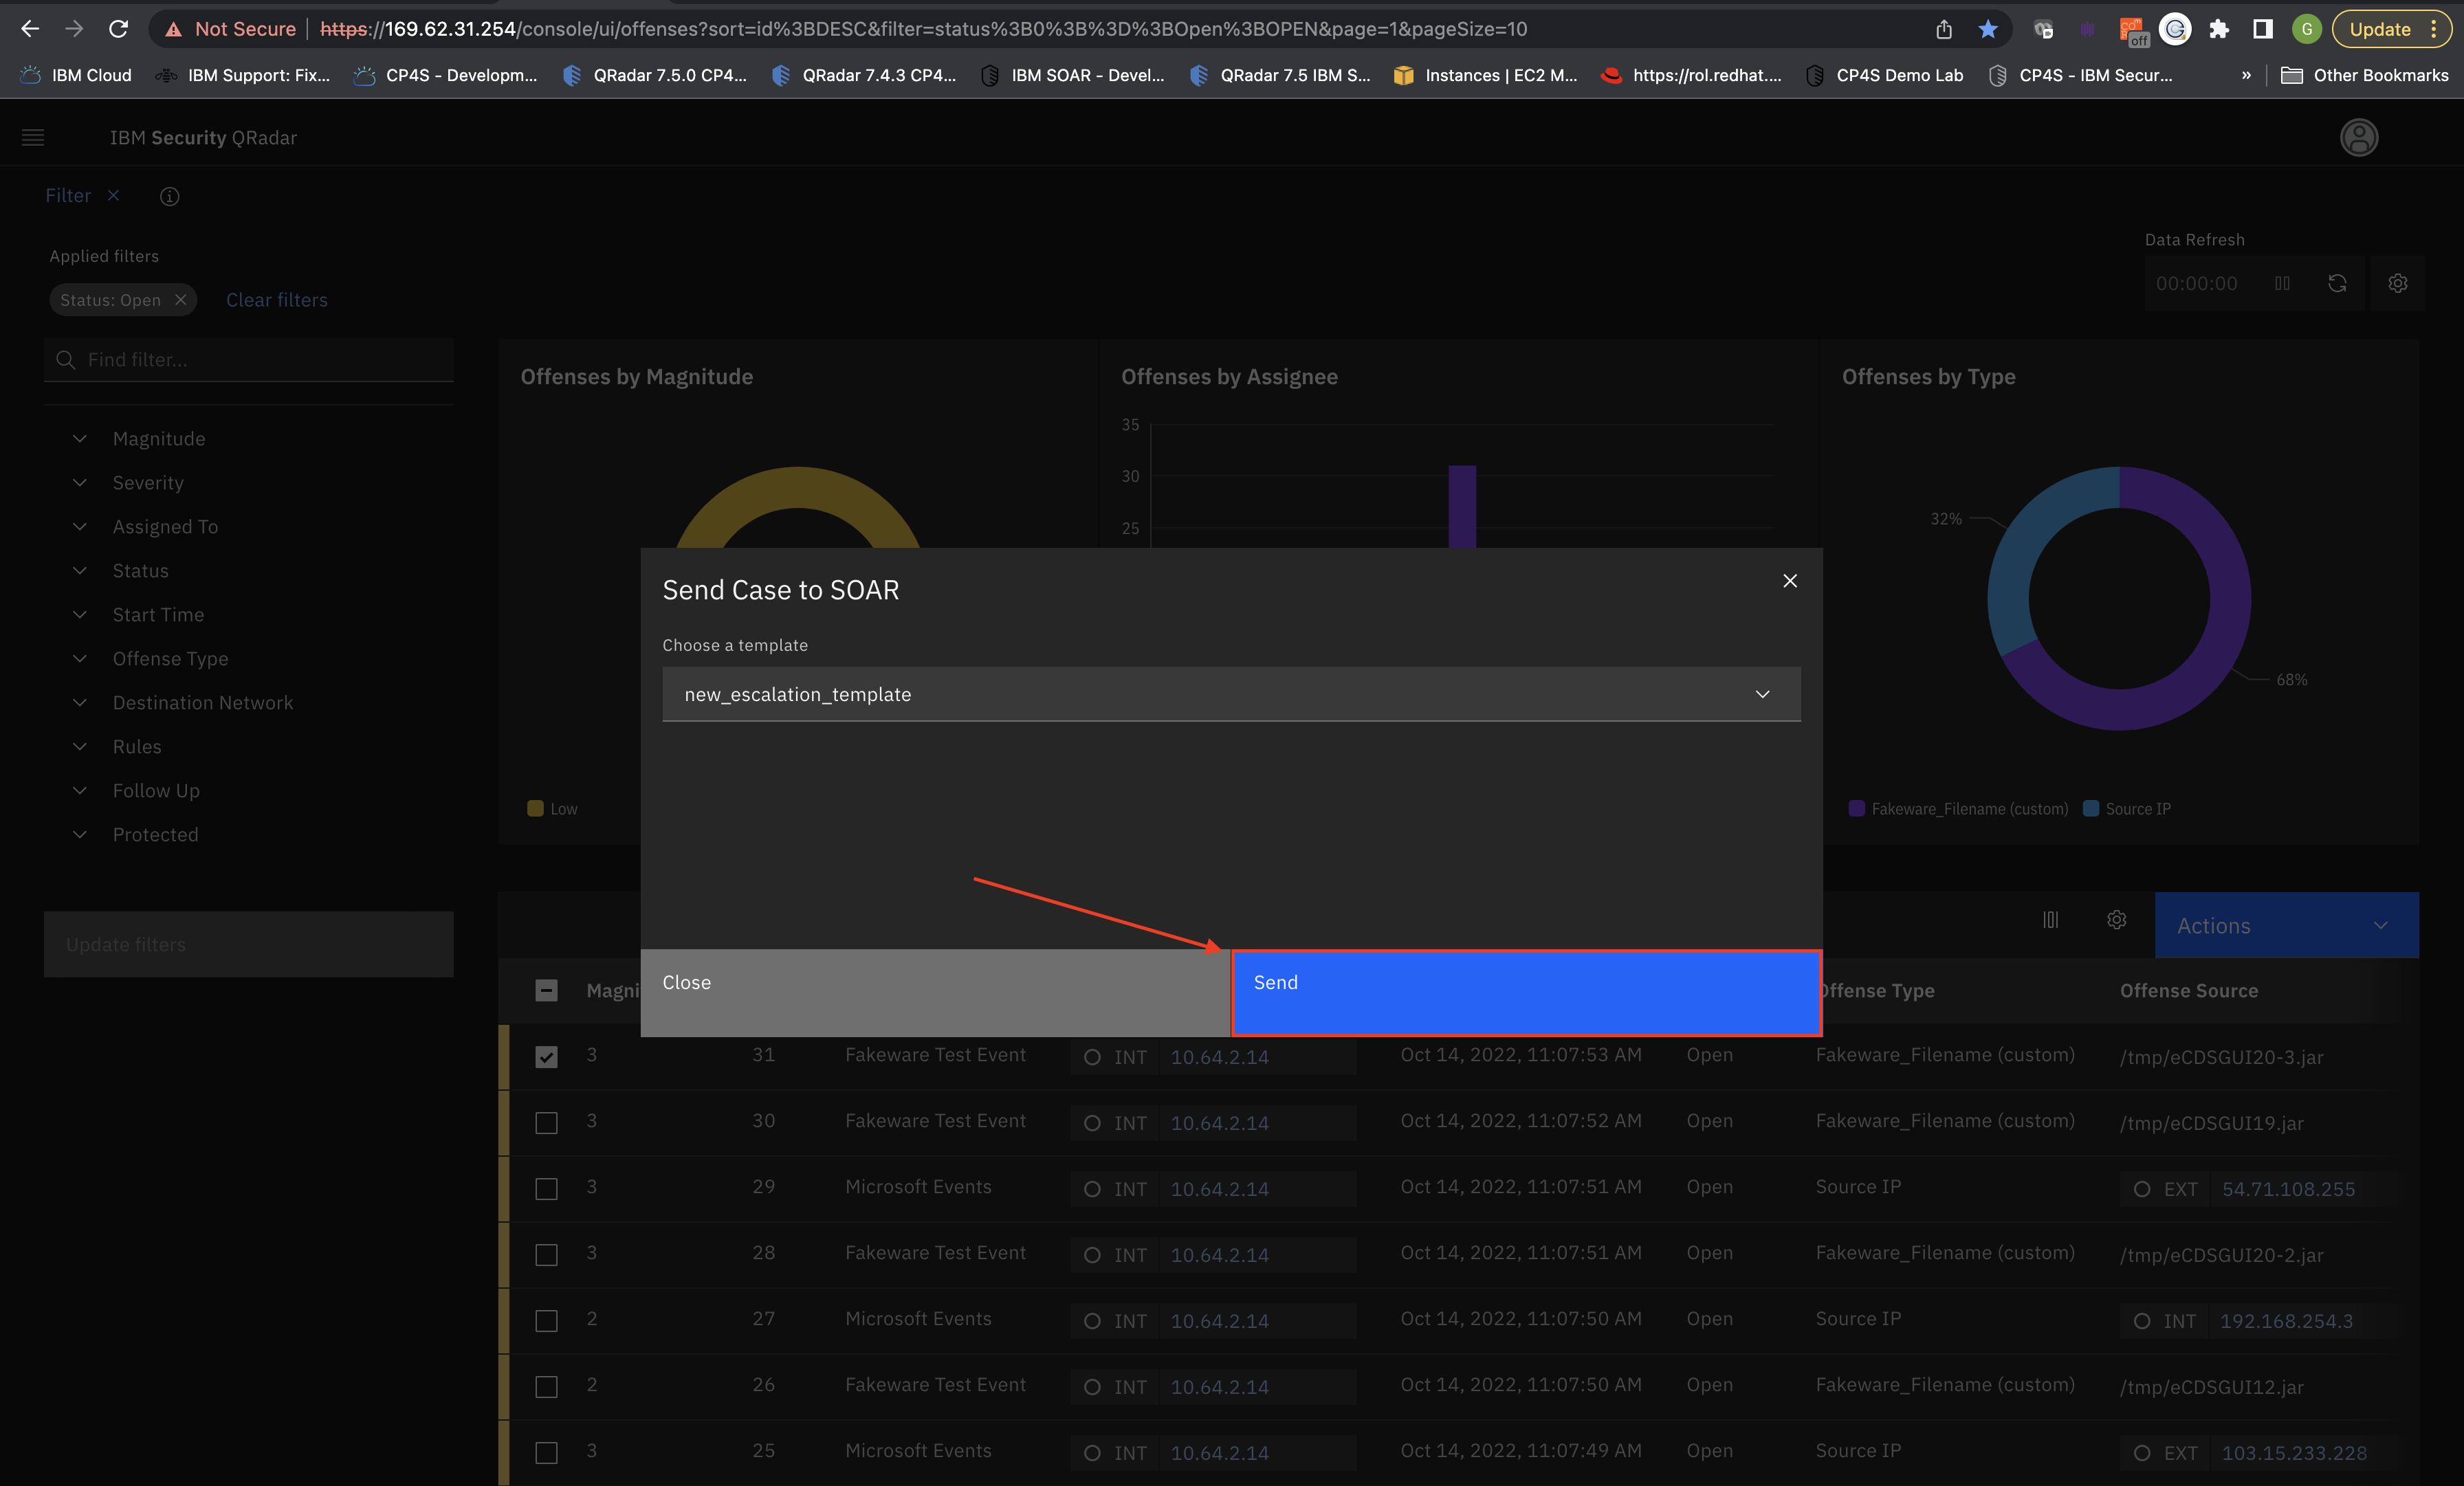 Not Secure https://169.62.31.254/console/ui/offenses?sort=id%3BDESC&filter=status%3B0%3B%3D%3BOpen%3BOPEN&page=1&pageSize=10 off G Update
IBM Cloud IBM Support: Fix... CP4S - Developm... QRadar 7.5.0 CP4... QRadar 7.4.3 CP4... IBM SOAR - Devel... QRadar 7.5 IBM S... Instances | EC2 M... https://rol.redhat.... CP4S Demo Lab CP4S - IBM Secur... » Other Bookmarks
IBM Security QRadar
Filter
Applied filters
Status: Open Clear filters
Data Refresh
00:00:00
Find filter...
Magnitude
Severity
Assigned To
Status
Start Time
Offense Type
Destination Network
Rules
Follow Up
Protected
Update filters
Offenses by Magnitude
Low
Offenses by Assignee
35
30
25
Offenses by Type
32%
68%
Fakeware_Filename (custom) Source IP
Send Case to SOAR
Choose a template
new_escalation_template
Close Send
Actions
Magni Offense Type Offense Source
3 31 Fakeware Test Event INT 10.64.2.14 Oct 14, 2022, 11:07:53 AM Open Fakeware_Filename (custom) /tmp/eCDSGUI20-3.jar
3 30 Fakeware Test Event INT 10.64.2.14 Oct 14, 2022, 11:07:52 AM Open Fakeware_Filename (custom) /tmp/eCDSGUI19.jar
3 29 Microsoft Events INT 10.64.2.14 Oct 14, 2022, 11:07:51 AM Open Source IP EXT 54.71.108.255
3 28 Fakeware Test Event INT 10.64.2.14 Oct 14, 2022, 11:07:51 AM Open Fakeware_Filename (custom) /tmp/eCDSGUI20-2.jar
2 27 Microsoft Events INT 10.64.2.14 Oct 14, 2022, 11:07:50 AM Open Source IP INT 192.168.254.3
2 26 Fakeware Test Event INT 10.64.2.14 Oct 14, 2022, 11:07:50 AM Open Fakeware_Filename (custom) /tmp/eCDSGUI12.jar
3 25 Microsoft Events INT 10.64.2.14 Oct 14, 2022, 11:07:49 AM Open Source IP EXT 103.15.233.228